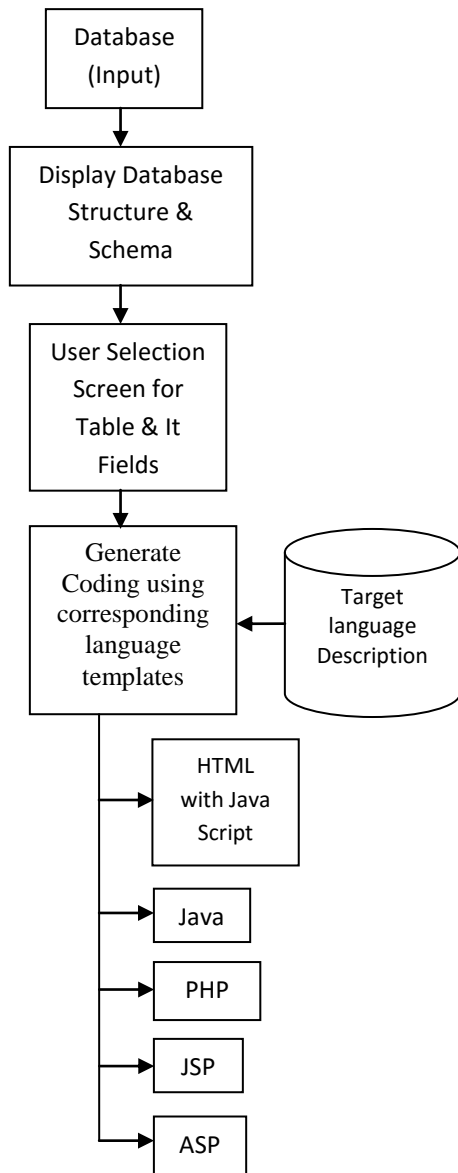 Database
(Input)
Display Database
Structure &
Schema
User Selection
Screen for
Table & It
Fields
Generate
Coding using
corresponding
language
templates
Target
language
Description
HTML
with Java
Script
Java
PHP
JSP
ASP